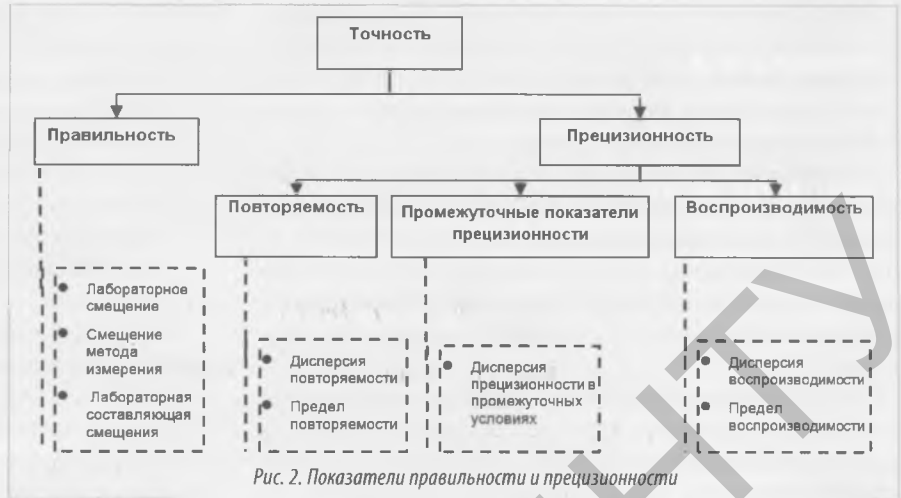 Точность
Правильность
Прецизионность
Повторяемость
Промежуточные показатели
прецизионности
Воспроизводимость
● Лабораторное
смещение
● Смещение
метода
измерения
● Лабораторная
составляющая
смещения
● Дисперсия
повторяемости
● Предел
повторяемости
● Дисперсия
прецизионности в
промежуточных
условиях
● Дисперсия
воспроизводимости
● Предел
воспроизводимости
Рис. 2. Показатели правильности и прецизионности
НТУ